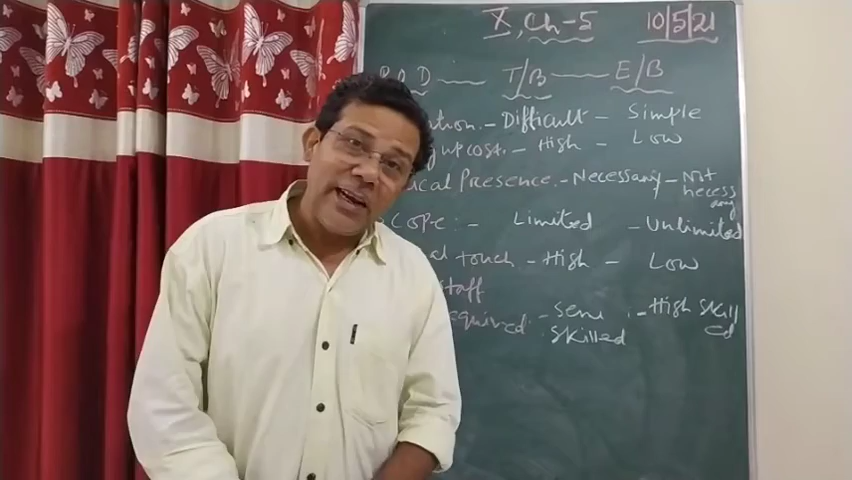 X, Ch-5 10/5/21
B.O.D T/B E/B
Difficult - Simple
cost. - High - Low
Presence. - Necessary - Not necessary
Limited - Unlimited
touch - High - Low
staff
Required - Semi skilled - High skilled